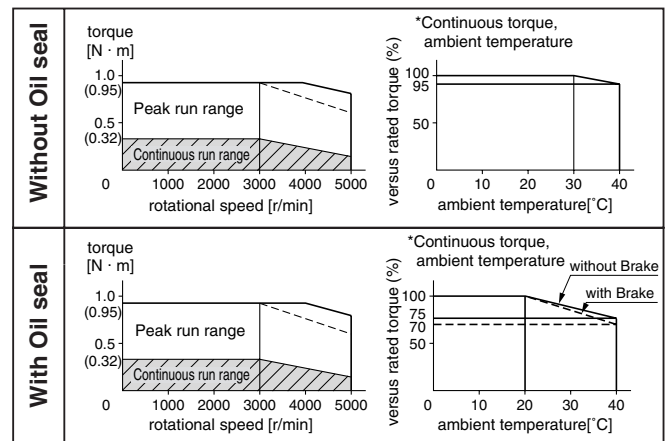 Without Oil seal
torque
[N · m]
1.0
(0.95)
Peak run range
0.5
(0.32)
Continuous run range
0 1000 2000 3000 4000 5000
rotational speed [r/min]
*Continuous torque,
ambient temperature
versus rated torque (%)
100
95
50
0 10 20 30 40
ambient temperature[˚C]
With Oil seal
torque
[N · m]
1.0
(0.95)
Peak run range
0.5
(0.32)
Continuous run range
0 1000 2000 3000 4000 5000
rotational speed [r/min]
*Continuous torque,
ambient temperature
without Brake
with Brake
versus rated torque (%)
100
75
70
50
0 10 20 30 40
ambient temperature[˚C]